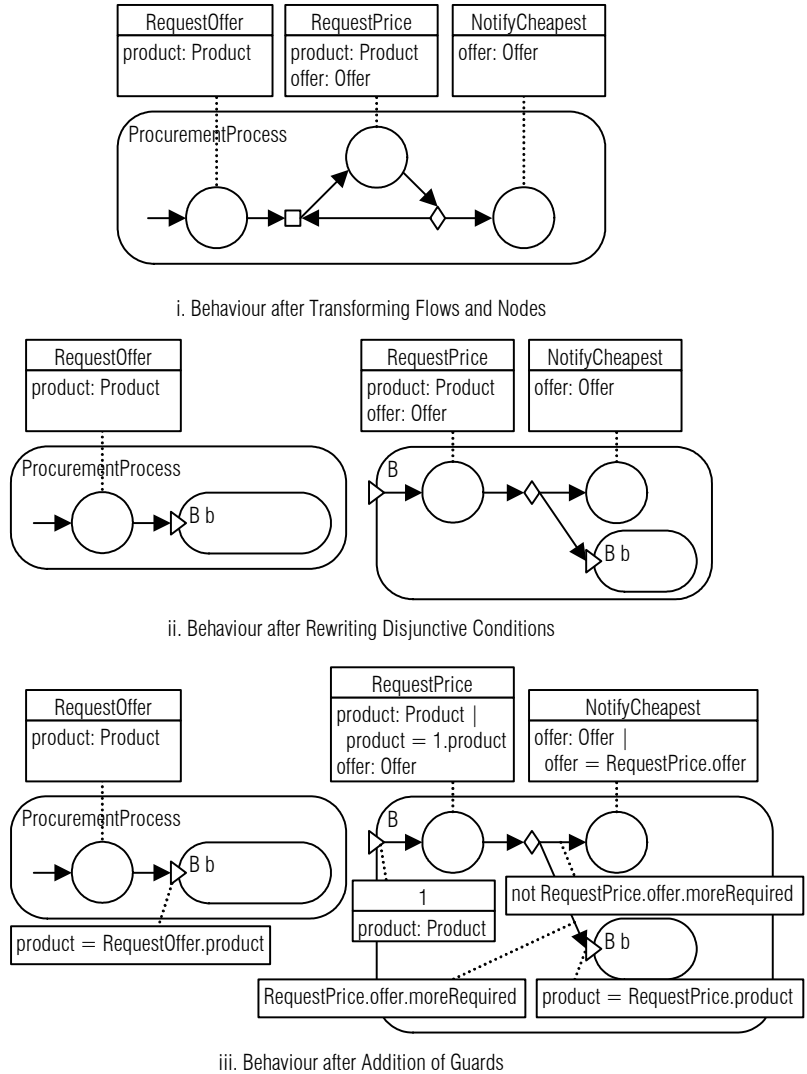 RequestOffer
product: Product
RequestPrice
product: Product
offer: Offer
NotifyCheapest
offer: Offer
ProcurementProcess
i. Behaviour after Transforming Flows and Nodes
RequestOffer
product: Product
RequestPrice
product: Product
offer: Offer
NotifyCheapest
offer: Offer
ProcurementProcess
B b
B
B b
ii. Behaviour after Rewriting Disjunctive Conditions
RequestOffer
product: Product
RequestPrice
product: Product |
product = 1.product
offer: Offer
NotifyCheapest
offer: Offer |
offer = RequestPrice.offer
ProcurementProcess
B b
product = RequestOffer.product
B
1
product: Product
not RequestPrice.offer.moreRequired
B b
RequestPrice.offer.moreRequired
product = RequestPrice.product
iii. Behaviour after Addition of Guards